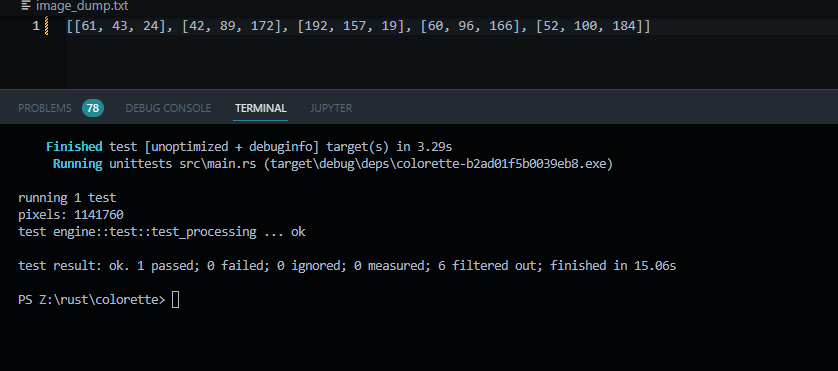 image_dump.txt
1 [[61, 43, 24], [42, 89, 172], [192, 157, 19], [60, 96, 166], [52, 100, 184]]
PROBLEMS 78 DEBUG CONSOLE TERMINAL JUPYTER
Finished test [unoptimized + debuginfo] target(s) in 3.29s
Running unittests src\main.rs (target\debug\deps\colorette-b2ad01f5b0039eb8.exe)
running 1 test
pixels: 1141760
test engine::test::test_processing ... ok
test result: ok. 1 passed; 0 failed; 0 ignored; 0 measured; 6 filtered out; finished in 15.06s
PS Z:\rust\colorette>